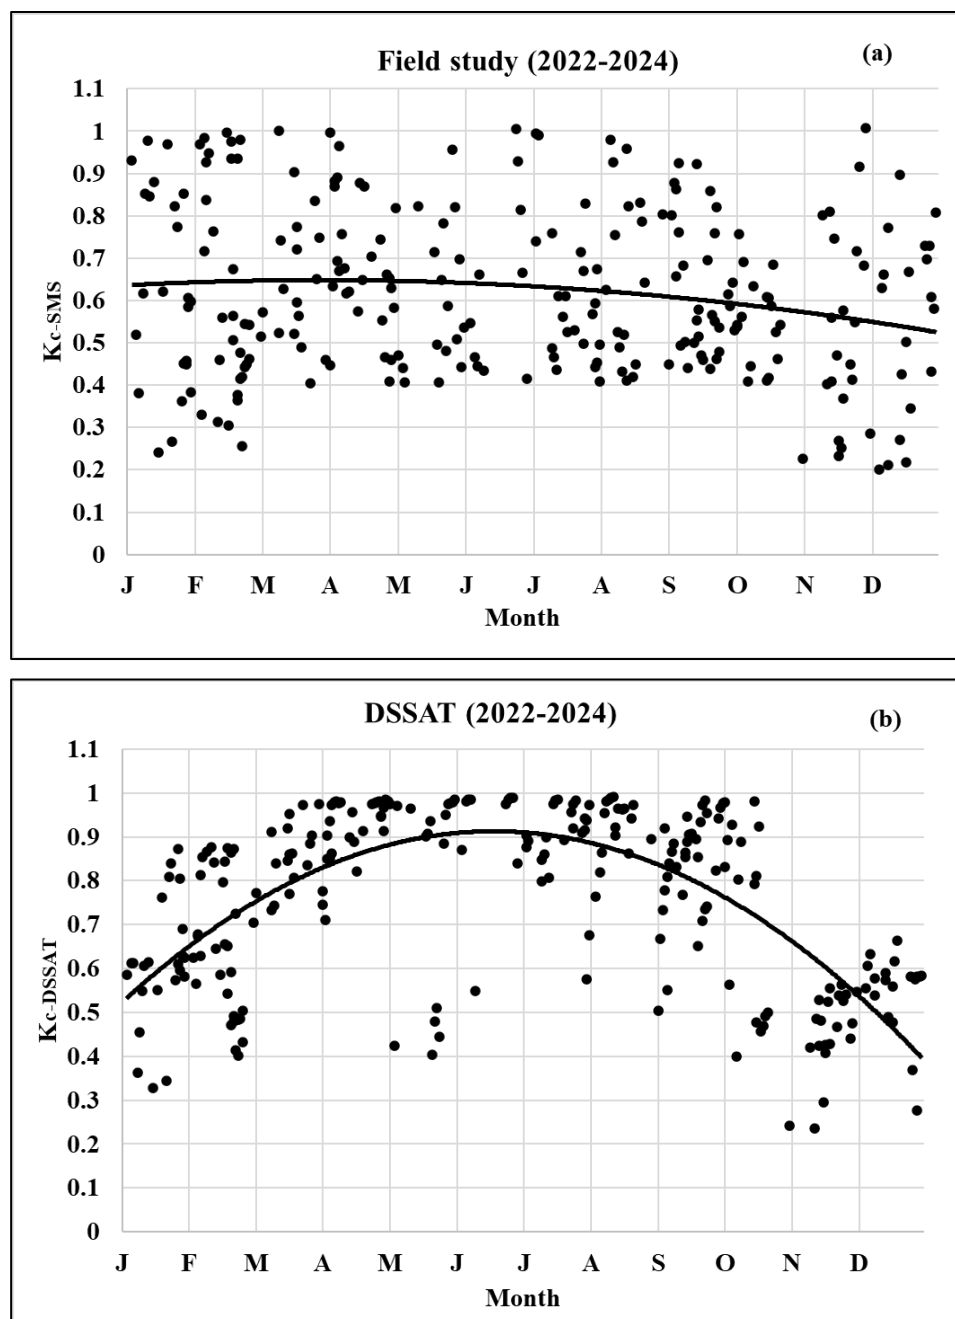 Field study (2022-2024)
(a)
1.1
1
0.9
0.8
0.7
0.6
0.5
0.4
0.3
0.2
0.1
0
Kc-SMS
J F M A M J J A S O N D
Month
DSSAT (2022-2024)
(b)
1.1
1
0.9
0.8
0.7
0.6
0.5
0.4
0.3
0.2
0.1
0
Kc-DSSAT
J F M A M J J A S O N D
Month